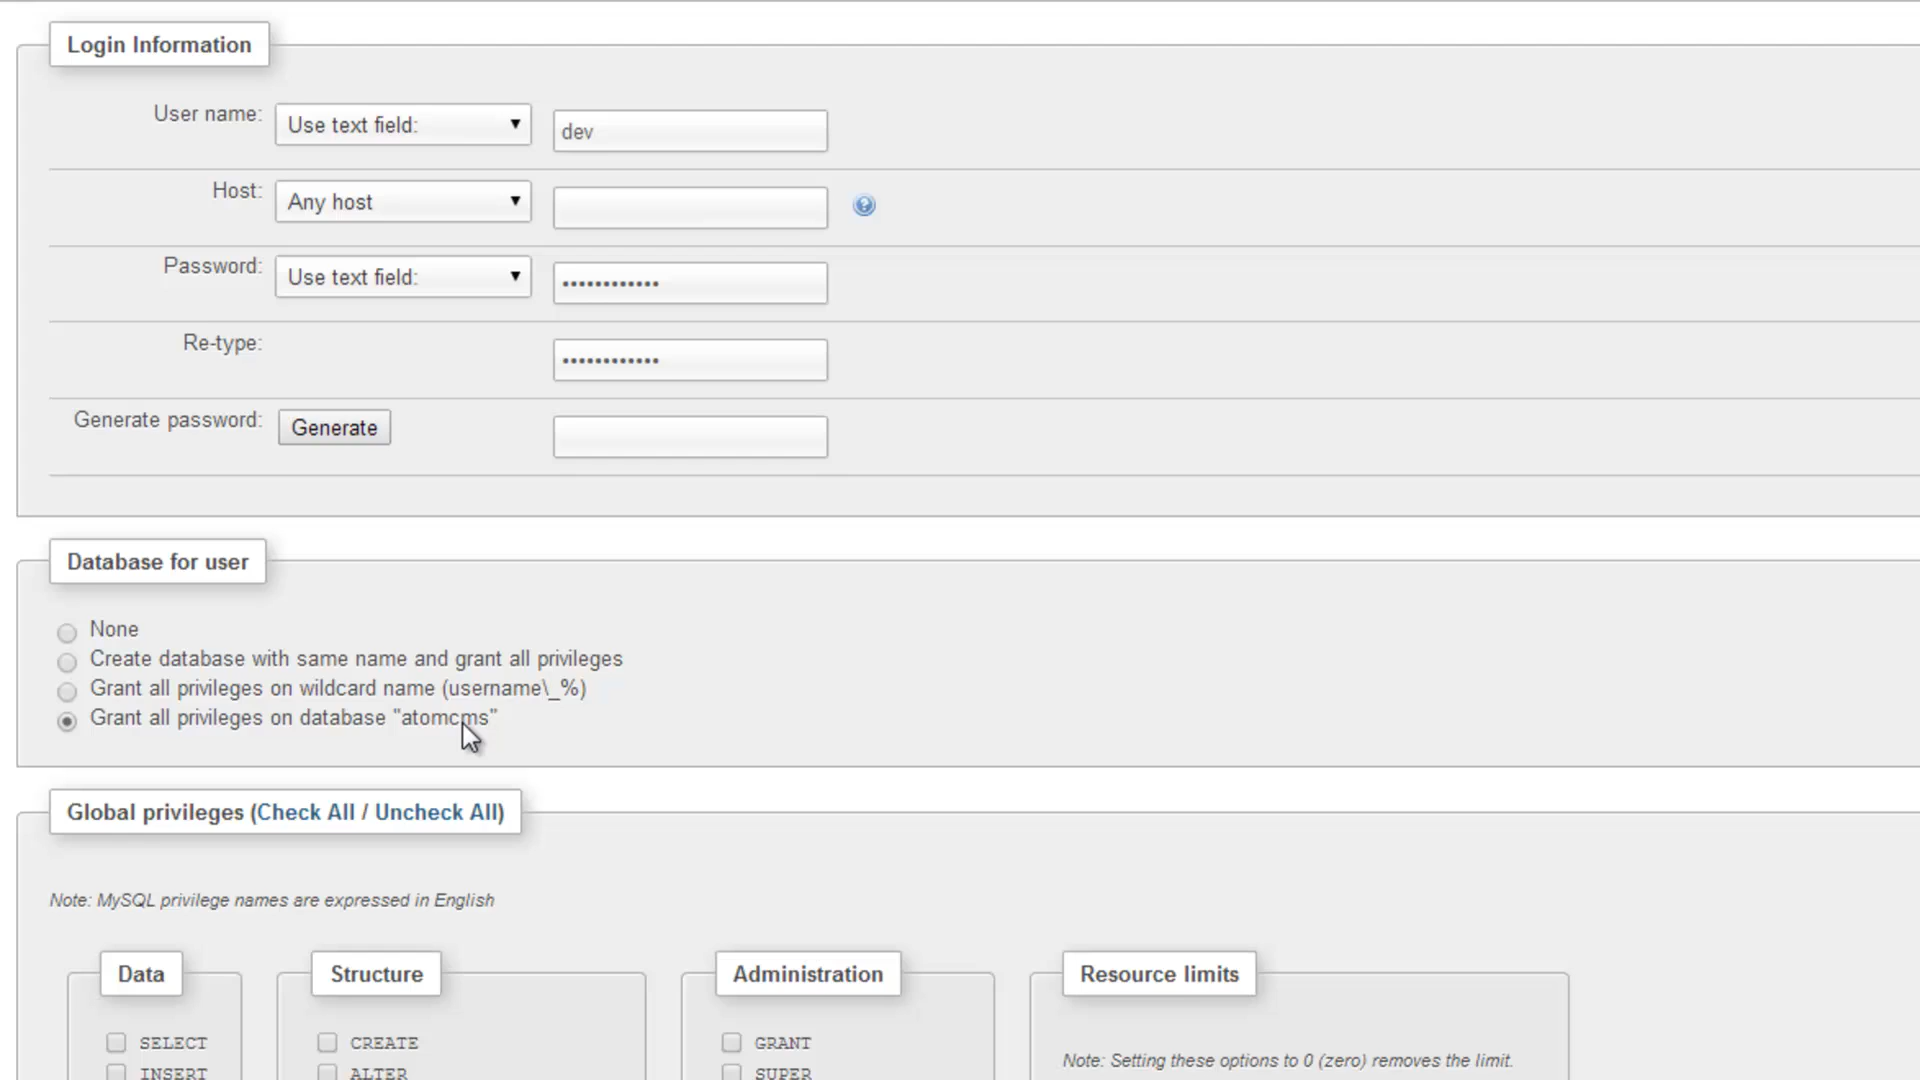 Login Information
User name: Use text field: dev
Host: Any host
Password: Use text field: ••••••••••••
Re-type: ••••••••••••
Generate password: Generate
Database for user
None
Create database with same name and grant all privileges
Grant all privileges on wildcard name (username\_%)
Grant all privileges on database "atomcms"
Global privileges (Check All / Uncheck All)
Note: MySQL privilege names are expressed in English
Data Structure Administration Resource limits
SELECT CREATE GRANT
Note: Setting these options to 0 (zero) removes the limit.
INSERT ALTER SUPER